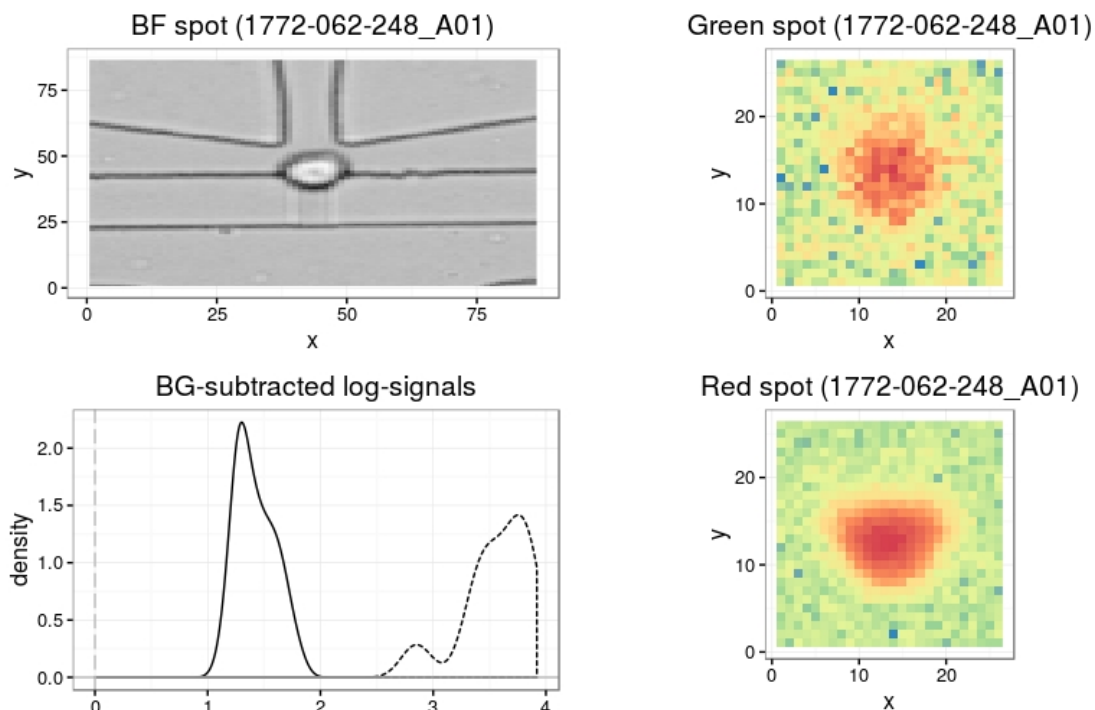 BF spot (1772-062-248_A01)
75
50
25
0
y
0 25 50 75
x
Green spot (1772-062-248_A01)
20
10
0
y
0 10 20
x
BG-subtracted log-signals
2.0
1.5
1.0
0.5
0.0
density
0 1 2 3 4
Red spot (1772-062-248_A01)
20
10
0
y
0 10 20
x